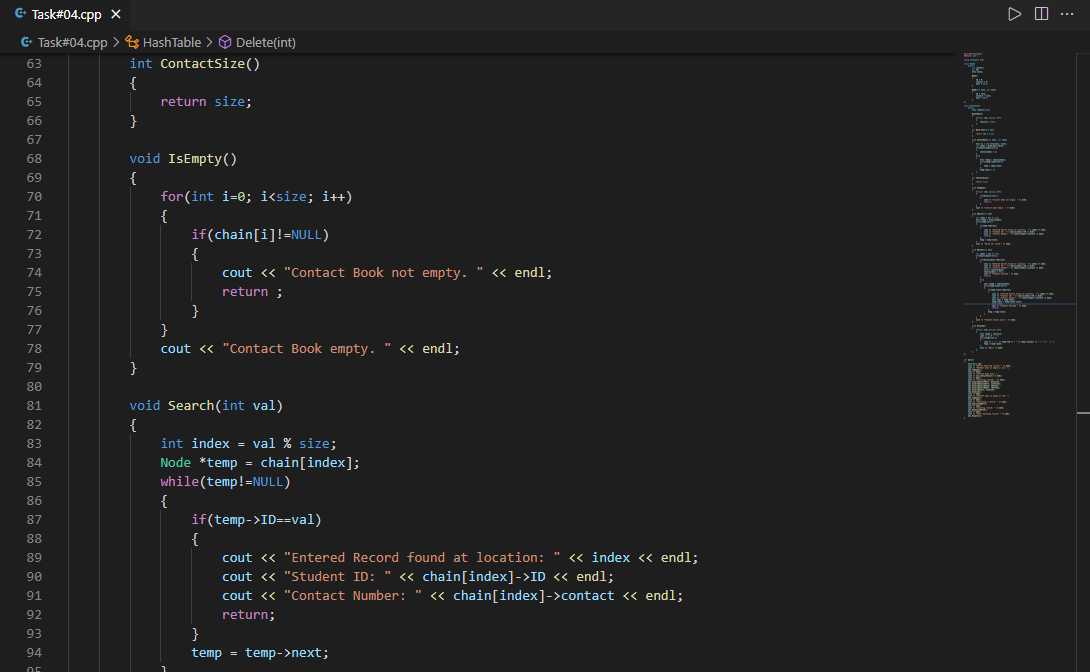 Task#04.cpp
Task#04.cpp > HashTable > Delete(int)
63 int ContactSize()
64 {
65 return size;
66 }
67
68 void IsEmpty()
69 {
70 for(int i=0; i<size; i++)
71 {
72 if(chain[i]!=NULL)
73 {
74 cout << "Contact Book not empty. " << endl;
75 return ;
76 }
77 }
78 cout << "Contact Book empty. " << endl;
79 }
80
81 void Search(int val)
82 {
83 int index = val % size;
84 Node *temp = chain[index];
85 while(temp!=NULL)
86 {
87 if(temp->ID==val)
88 {
89 cout << "Entered Record found at location: " << index << endl;
90 cout << "Student ID: " << chain[index]->ID << endl;
91 cout << "Contact Number: " << chain[index]->contact << endl;
92 return;
93 }
94 temp = temp->next;
95 }